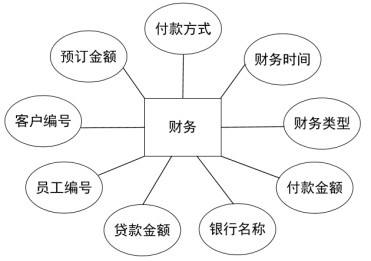 付款方式
预订金额
财务时间
客户编号
财务
财务类型
员工编号
付款金额
贷款金额
银行名称